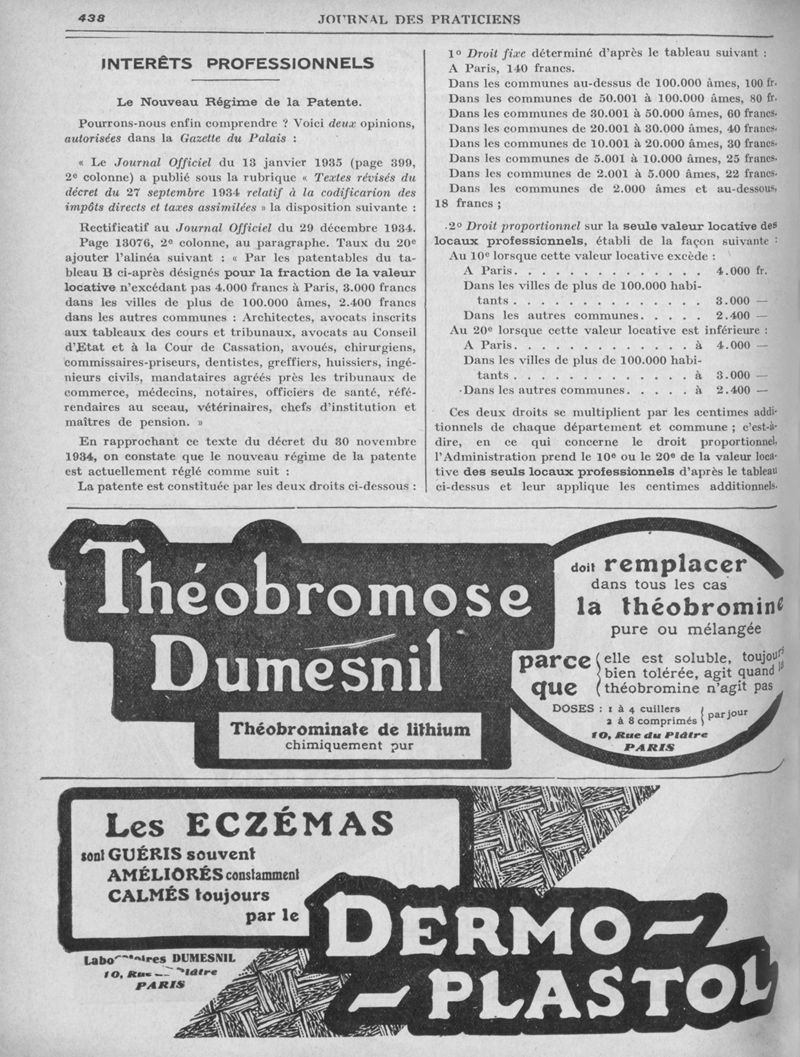 438
JOURNAL DES PRATICIENS
INTERÊTS PROFESSIONNELS
Le Nouveau Régime de la Patente.
Pourrons-nous enfin comprendre ? Voici deux opinions,
autorisées dans la Gazette du Palais :
« Le Journal Officiel du 13 janvier 1935 (page 399,
2e colonne) a publié sous la rubrique « Textes révisés du
décret du 27 septembre 1934 relatif à la codification des
impôts directs et taxes assimilées » la disposition suivante :
Rectificatif au Journal Officiel du 29 décembre 1934.
Page 13076, 2e colonne, au paragraphe. Taux du 20e
ajouter l'alinéa suivant : « Par les patentables du ta-
bleau B ci-après désignés pour la fraction de la valeur
locative n'excédant pas 4.000 francs à Paris, 3.000 francs
dans les villes de plus de 100.000 âmes, 2.400 francs
dans les autres communes : Architectes, avocats inscrits
aux tableaux des cours et tribunaux, avocats au Conseil
d'Etat et à la Cour de Cassation, avoués, chirurgiens,
commissaires-priseurs, dentistes, greffiers, huissiers, ingé-
nieurs civils, mandataires agréés près les tribunaux de
commerce, médecins, notaires, officiers de santé, réfé-
rendaires au sceau, vétérinaires, chefs d'institution et
maîtres de pension. »
En rapprochant ce texte du décret du 30 novembre
1934, on constate que le nouveau régime de la patente
est actuellement réglé comme suit :
La patente est constituée par les deux droits ci-dessous :
1o Droit fixe déterminé d'après le tableau suivant :
A Paris, 140 francs.
Dans les communes au-dessus de 100.000 âmes, 100 fr.
Dans les communes de 50.001 à 100.000 âmes, 80 fr.
Dans les communes de 30.001 à 50.000 âmes, 60 francs.
Dans les communes de 20.001 à 30.000 âmes, 40 francs.
Dans les communes de 10.001 à 20.000 âmes, 30 francs.
Dans les communes de 5.001 à 10.000 âmes, 25 francs.
Dans les communes de 2.001 à 5.000 âmes, 22 francs.
Dans les communes de 2.000 âmes et au-dessous,
18 francs ;
2o Droit proportionnel sur la seule valeur locative des
locaux professionnels, établi de la façon suivante :
Au 10e lorsque cette valeur locative excède :
A Paris. . . . . . . . . . . . . . 4.000 fr.
Dans les villes de plus de 100.000 habi-
tants . . . . . . . . . . . . . . 3.000 —
Dans les autres communes. . . . . 2.400 —
Au 20e lorsque cette valeur locative est inférieure :
A Paris. . . . . . . . . . . . . à 4.000 —
Dans les villes de plus de 100.000 habi-
tants . . . . . . . . . . . . . à 3.000 —
Dans les autres communes. . . . . à 2.400 —
Ces deux droits se multiplient par les centimes addi-
tionnels de chaque département et commune ; c'est-à-
dire, en ce qui concerne le droit proportionnel,
l'Administration prend le 10e ou le 20e de la valeur loca-
tive des seuls locaux professionnels d'après le tableau
ci-dessus et leur applique les centimes additionnels.
Théobromose
Dumesnil
Théobrominate de lithium
chimiquement pur
doit remplacer
dans tous les cas
la théobromine
pure ou mélangée
parce que
elle est soluble, toujours
bien tolérée, agit quand la
théobromine n'agit pas
DOSES : 1 à 4 cuillers
2 à 8 comprimés
par jour
10, Rue du Plâtre
PARIS
Les ECZÉMAS
sont GUÉRIS souvent
AMÉLIORÉS constamment
CALMÉS toujours
par le
DERMO-
-PLASTOL
Laboratoires DUMESNIL
10, Rue Plâtre
PARIS